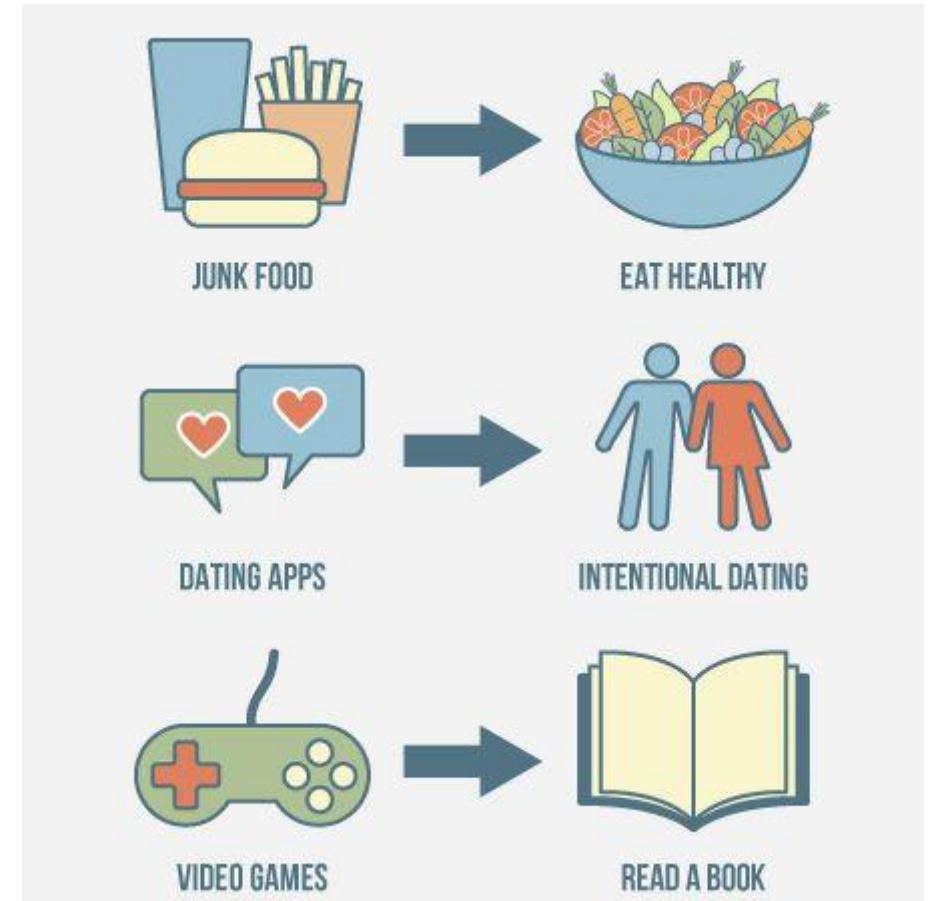 JUNK FOOD
EAT HEALTHY
DATING APPS
INTENTIONAL DATING
VIDEO GAMES
READ A BOOK